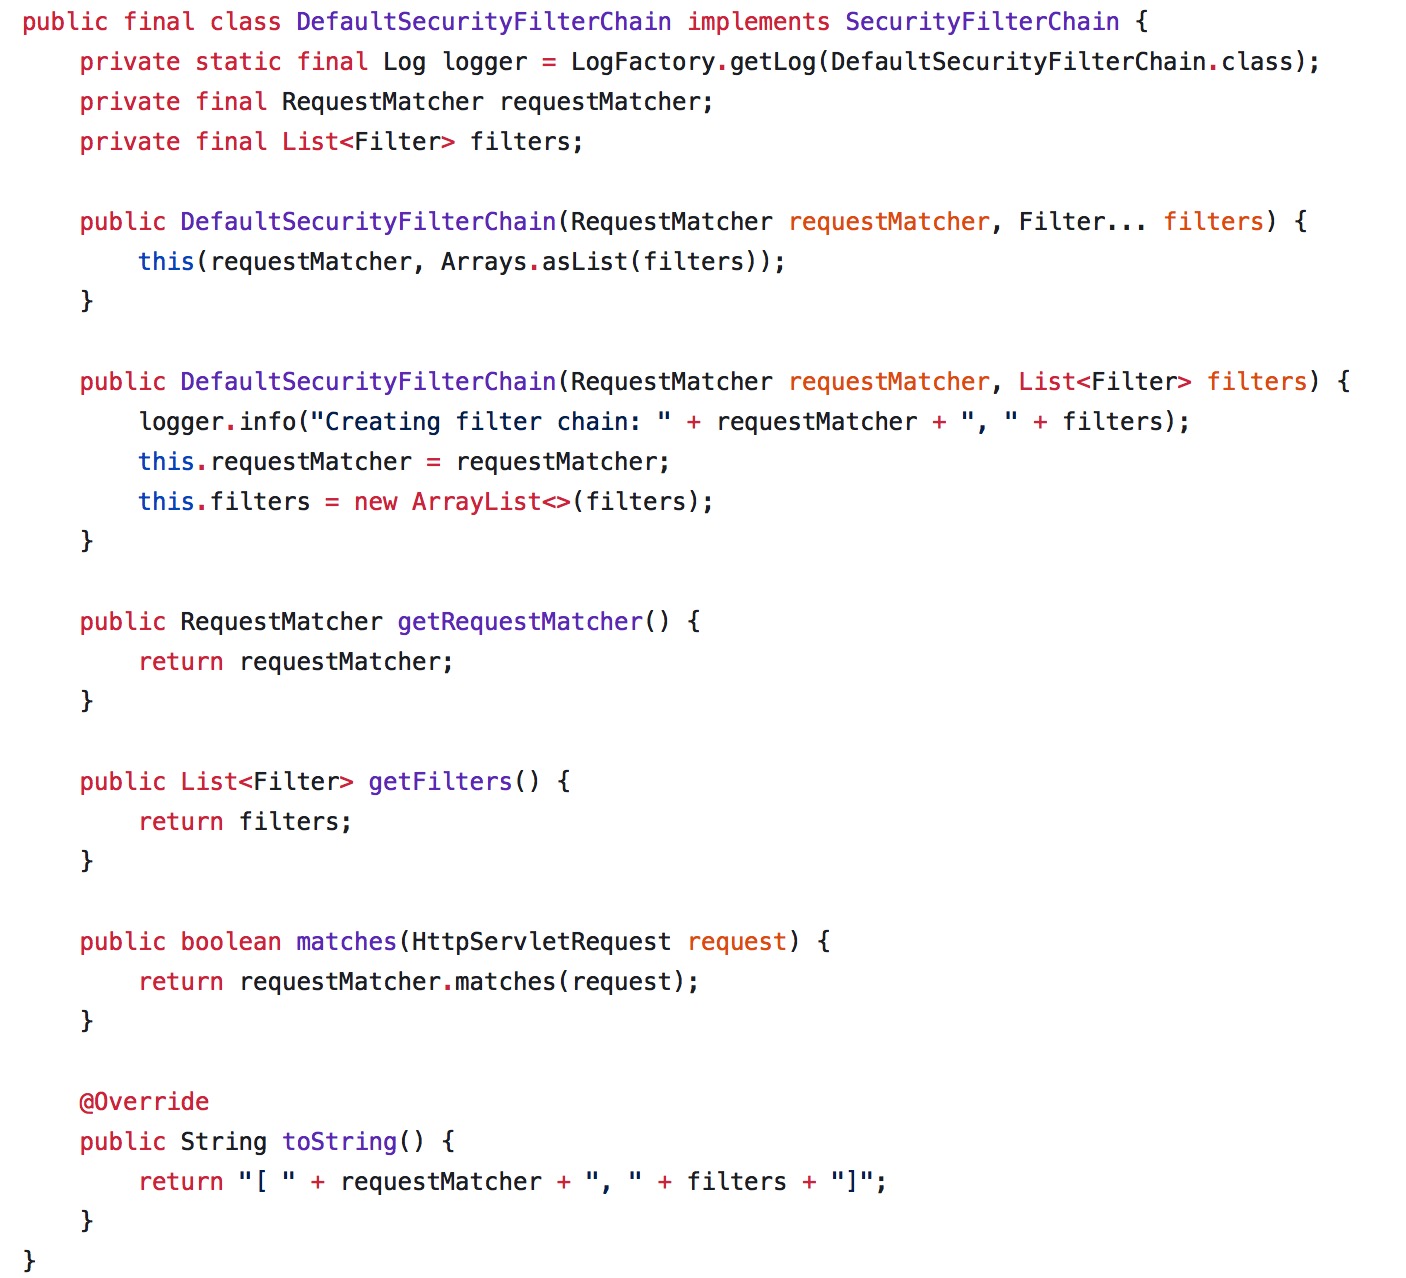 public final class DefaultSecurityFilterChain implements SecurityFilterChain {
    private static final Log logger = LogFactory.getLog(DefaultSecurityFilterChain.class);
    private final RequestMatcher requestMatcher;
    private final List<Filter> filters;

    public DefaultSecurityFilterChain(RequestMatcher requestMatcher, Filter... filters) {
        this(requestMatcher, Arrays.asList(filters));
    }

    public DefaultSecurityFilterChain(RequestMatcher requestMatcher, List<Filter> filters) {
        logger.info("Creating filter chain: " + requestMatcher + ", " + filters);
        this.requestMatcher = requestMatcher;
        this.filters = new ArrayList<>(filters);
    }

    public RequestMatcher getRequestMatcher() {
        return requestMatcher;
    }

    public List<Filter> getFilters() {
        return filters;
    }

    public boolean matches(HttpServletRequest request) {
        return requestMatcher.matches(request);
    }

    @Override
    public String toString() {
        return "[ " + requestMatcher + ", " + filters + "]";
    }
}